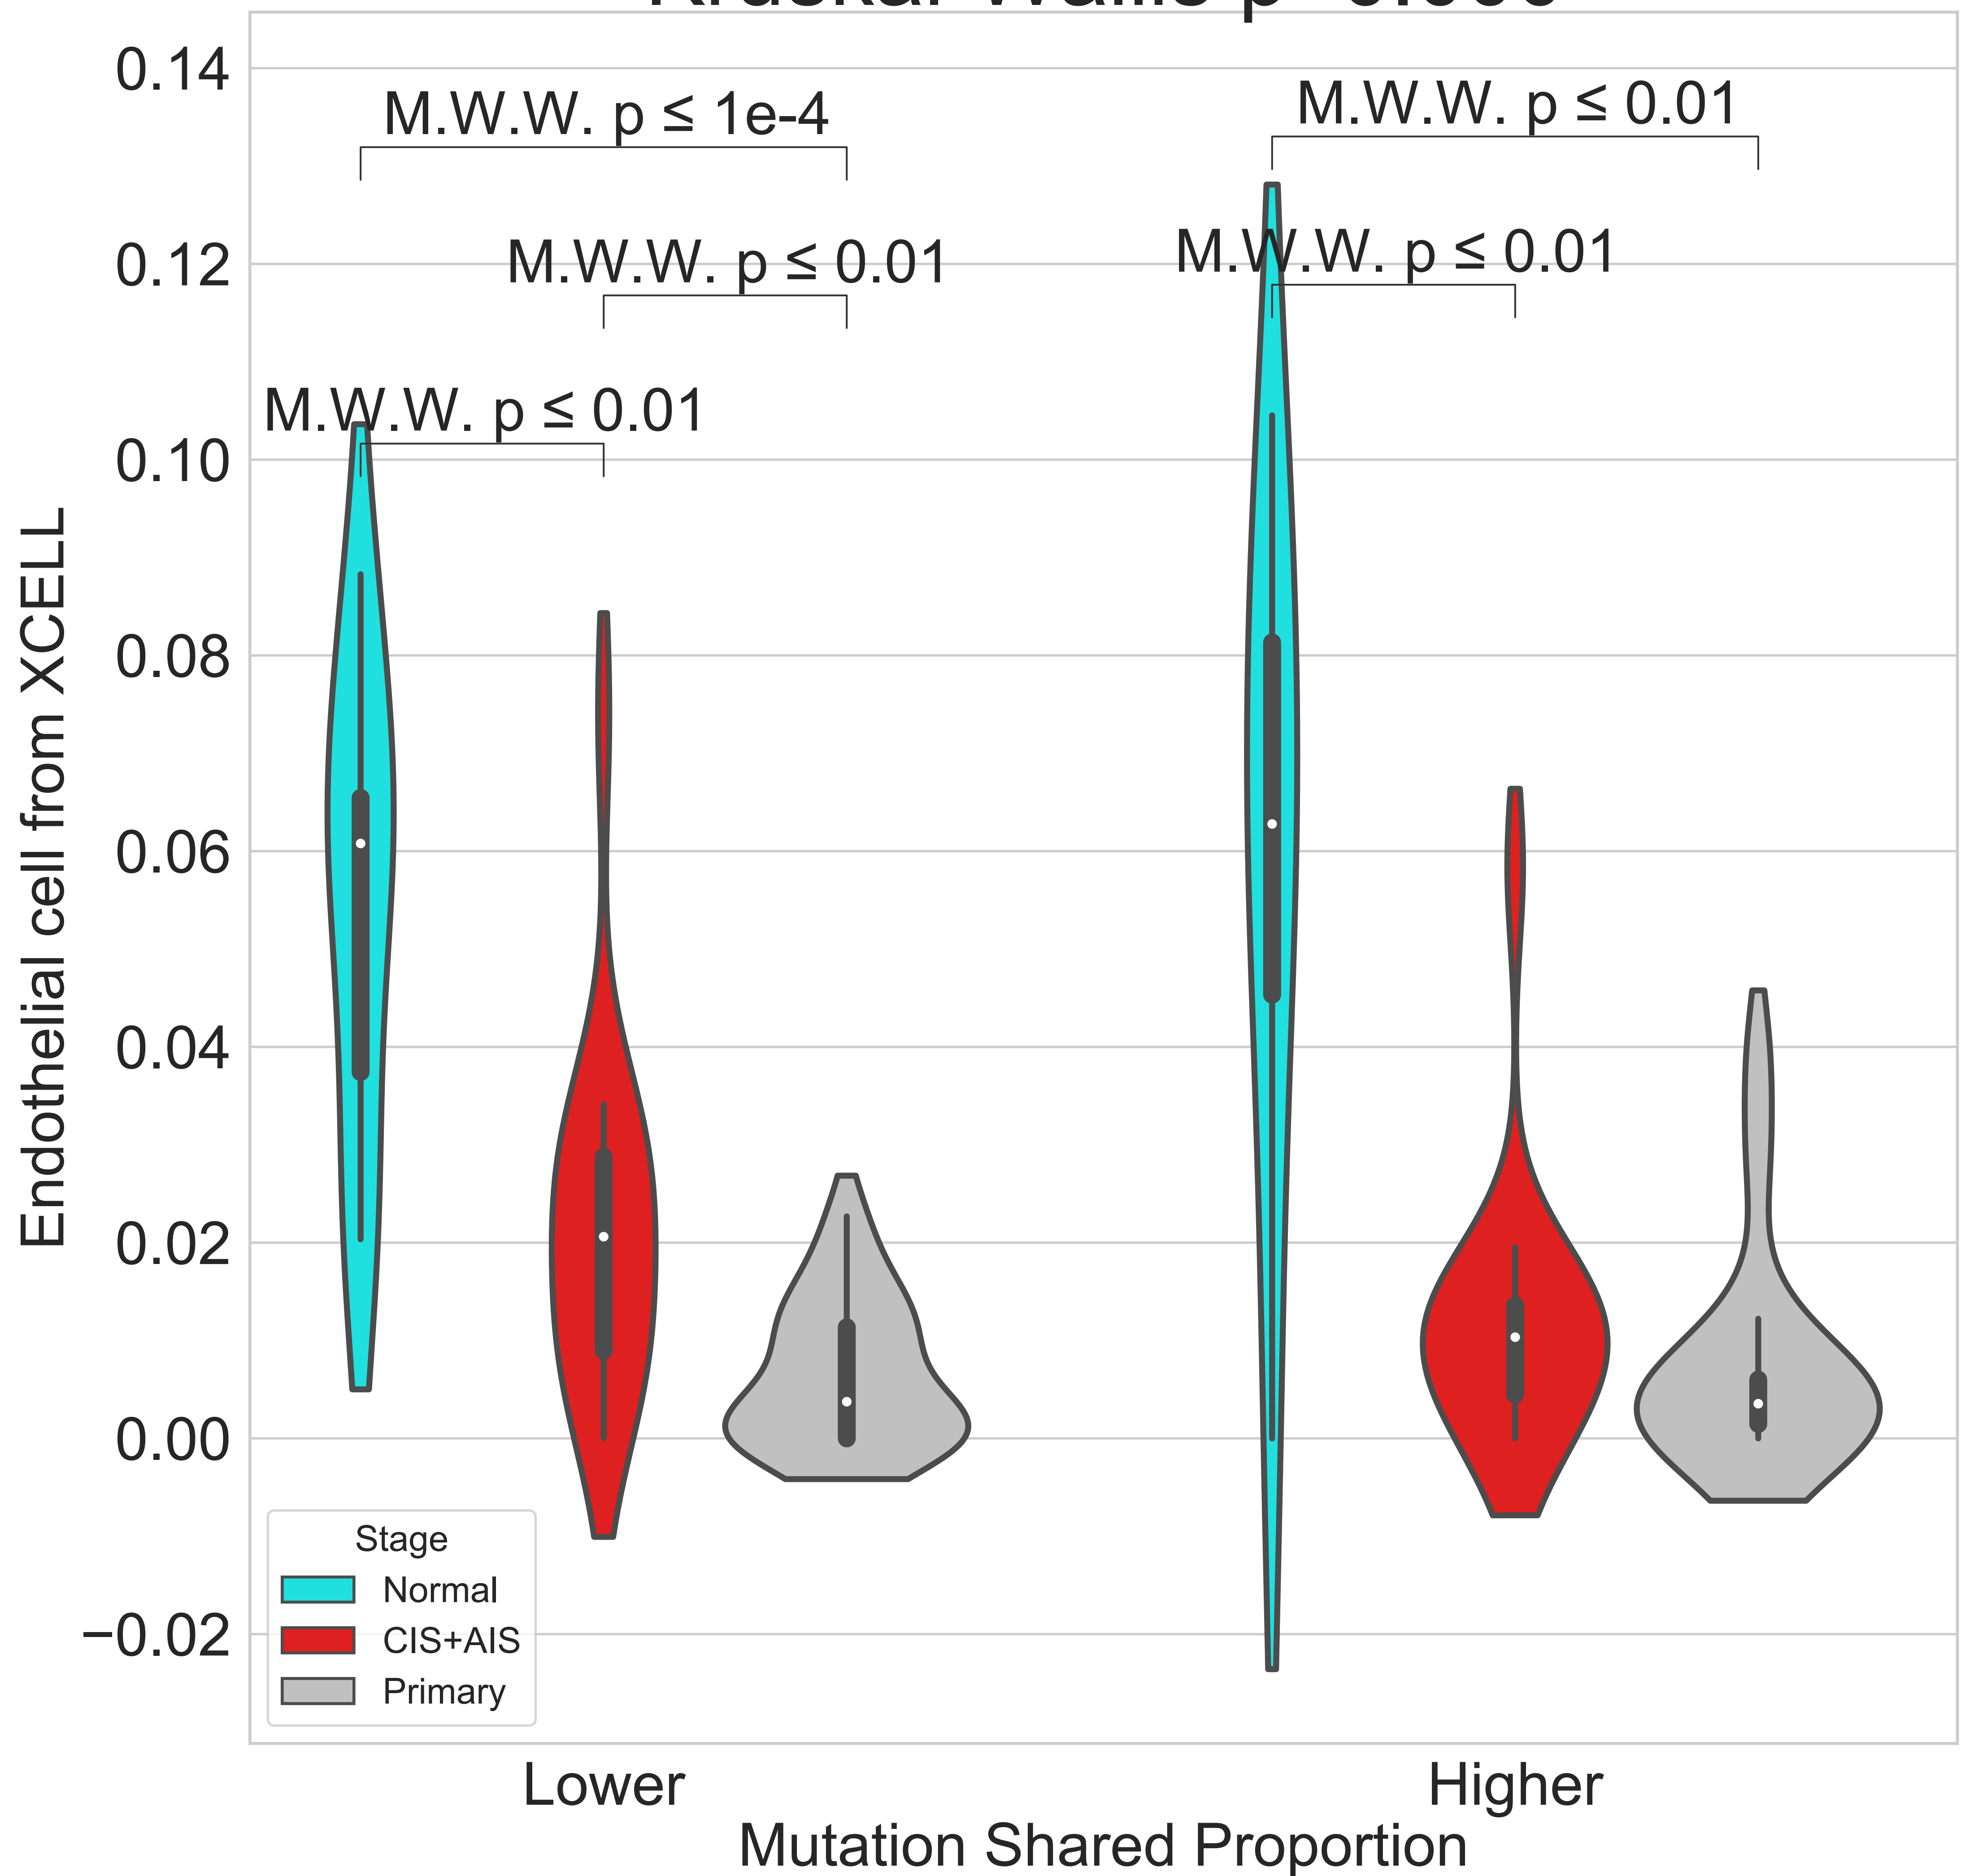 0.14
M.W.W. p ≤ 1e-4
M.W.W. p ≤ 0.01
0.12
M.W.W. p ≤ 0.01
M.W.W. p ≤ 0.01
0.10
M.W.W. p ≤ 0.01
0.08
0.06
0.04
0.02
0.00
−0.02
Endothelial cell from XCELL
Stage
Normal
CIS+AIS
Primary
Lower
Higher
Mutation Shared Proportion